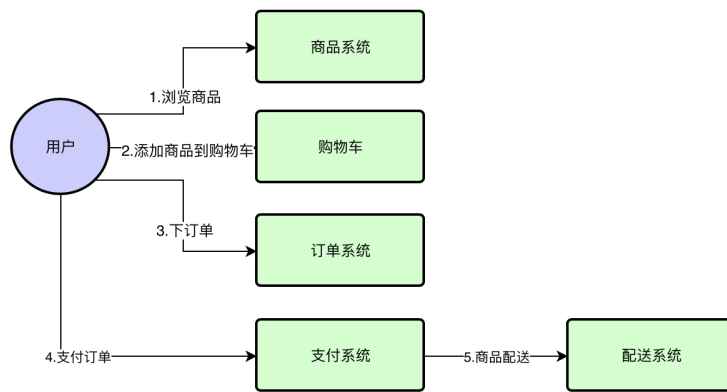 商品系统
1.浏览商品
用户
2.添加商品到购物车
购物车
3.下订单
订单系统
4.支付订单
支付系统
5.商品配送
配送系统